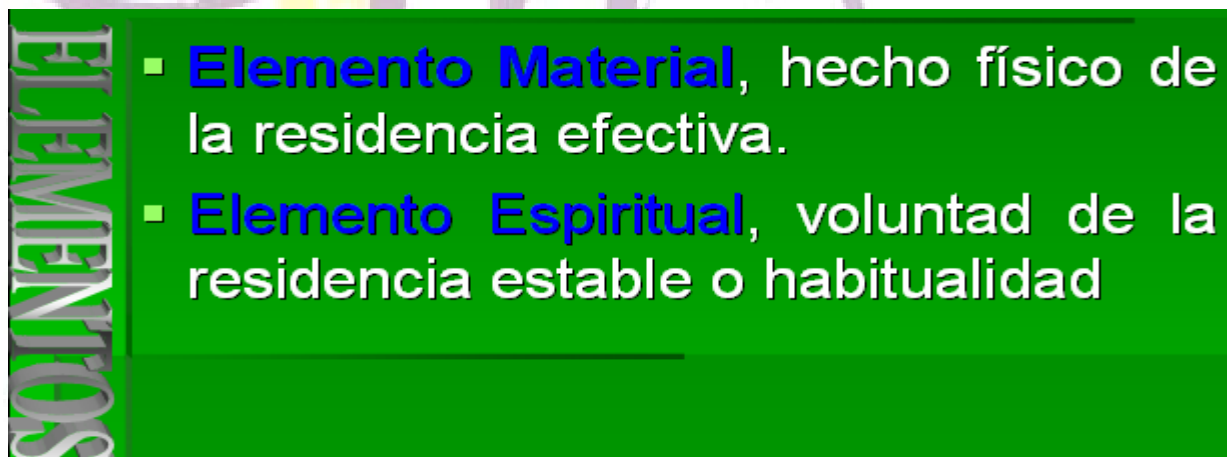 ELEMENTOS
Elemento Material, hecho físico de
la residencia efectiva.
Elemento Espiritual, voluntad de la
residencia estable o habitualidad